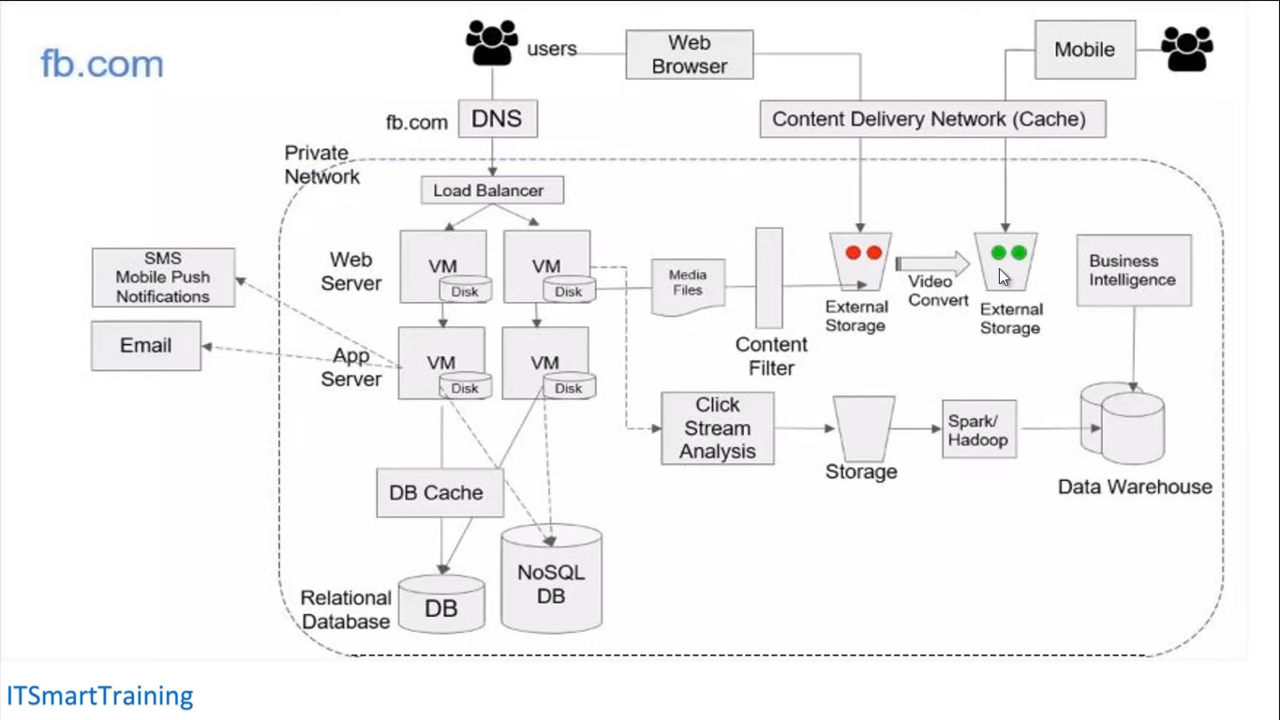 fb.com
users
Web
Browser
Mobile
fb.com
DNS
Content Delivery Network (Cache)
Private
Network
Load Balancer
SMS
Mobile Push
Notifications
Web
Server
VM
Disk
VM
Disk
Media
Files
Content
Filter
External
Storage
Video
Convert
External
Storage
Business
Intelligence
Email
App
Server
VM
Disk
VM
Disk
Click
Stream
Analysis
Storage
Spark/
Hadoop
Data Warehouse
DB Cache
Relational
Database
DB
NoSQL
DB
ITSmartTraining